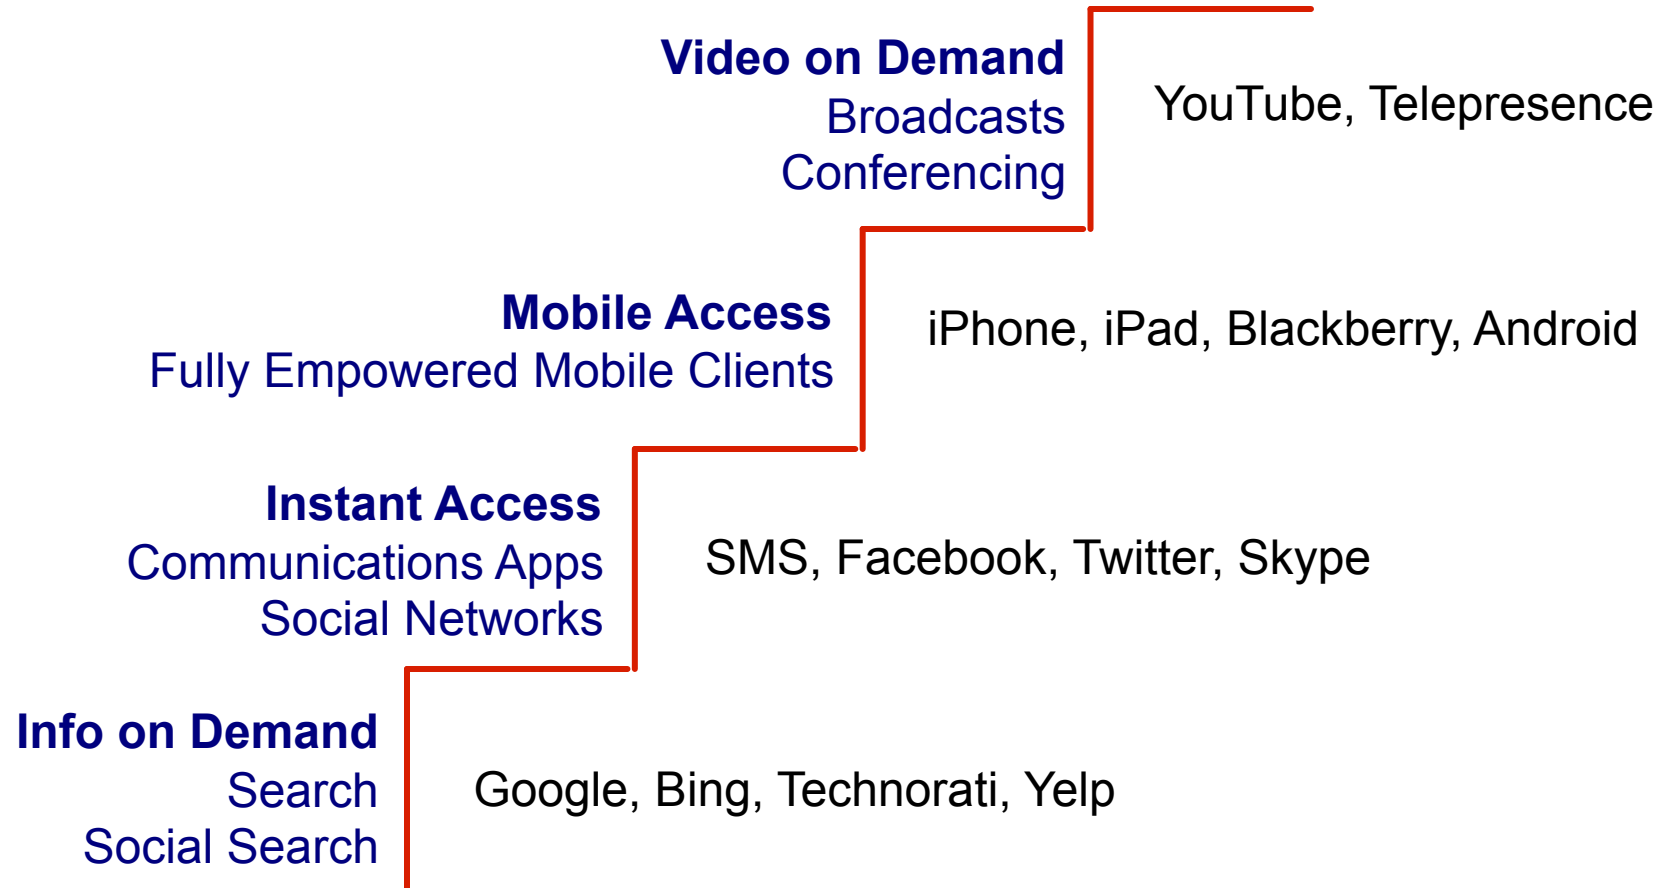 Video on Demand
Broadcasts
Conferencing
YouTube, Telepresence
Mobile Access
Fully Empowered Mobile Clients
iPhone, iPad, Blackberry, Android
Instant Access
Communications Apps
Social Networks
SMS, Facebook, Twitter, Skype
Info on Demand
Search
Social Search
Google, Bing, Technorati, Yelp